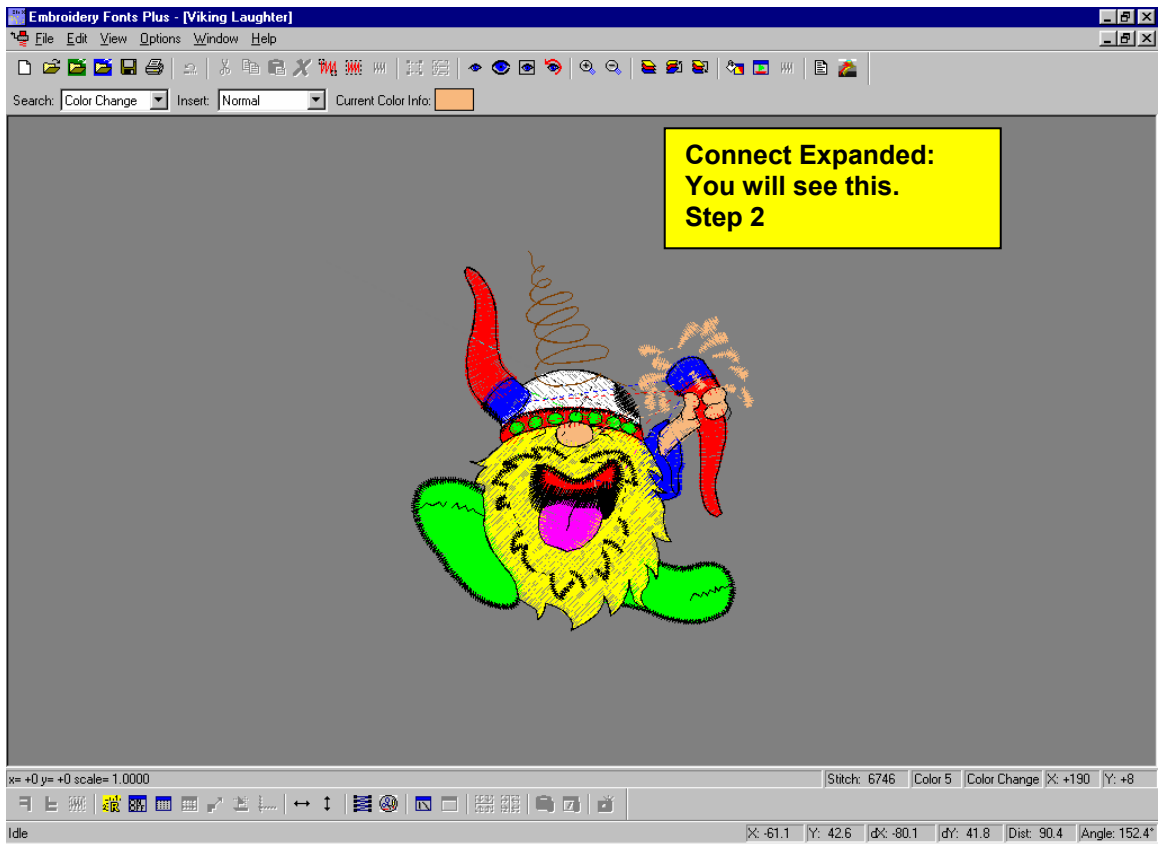 Embroidery Fonts Plus - [Viking Laughter]
File Edit View Options Window Help
Search: Color Change Insert: Normal Current Color Info:
Connect Expanded:
You will see this.
Step 2
x= +0 y= +0 scale= 1.0000 Stitch: 6746 Color 5 Color Change X: +190 Y: +8
Idle X: -61.1 Y: 42.6 dX: -80.1 dY: 41.8 Dist: 90.4 Angle: 152.4°